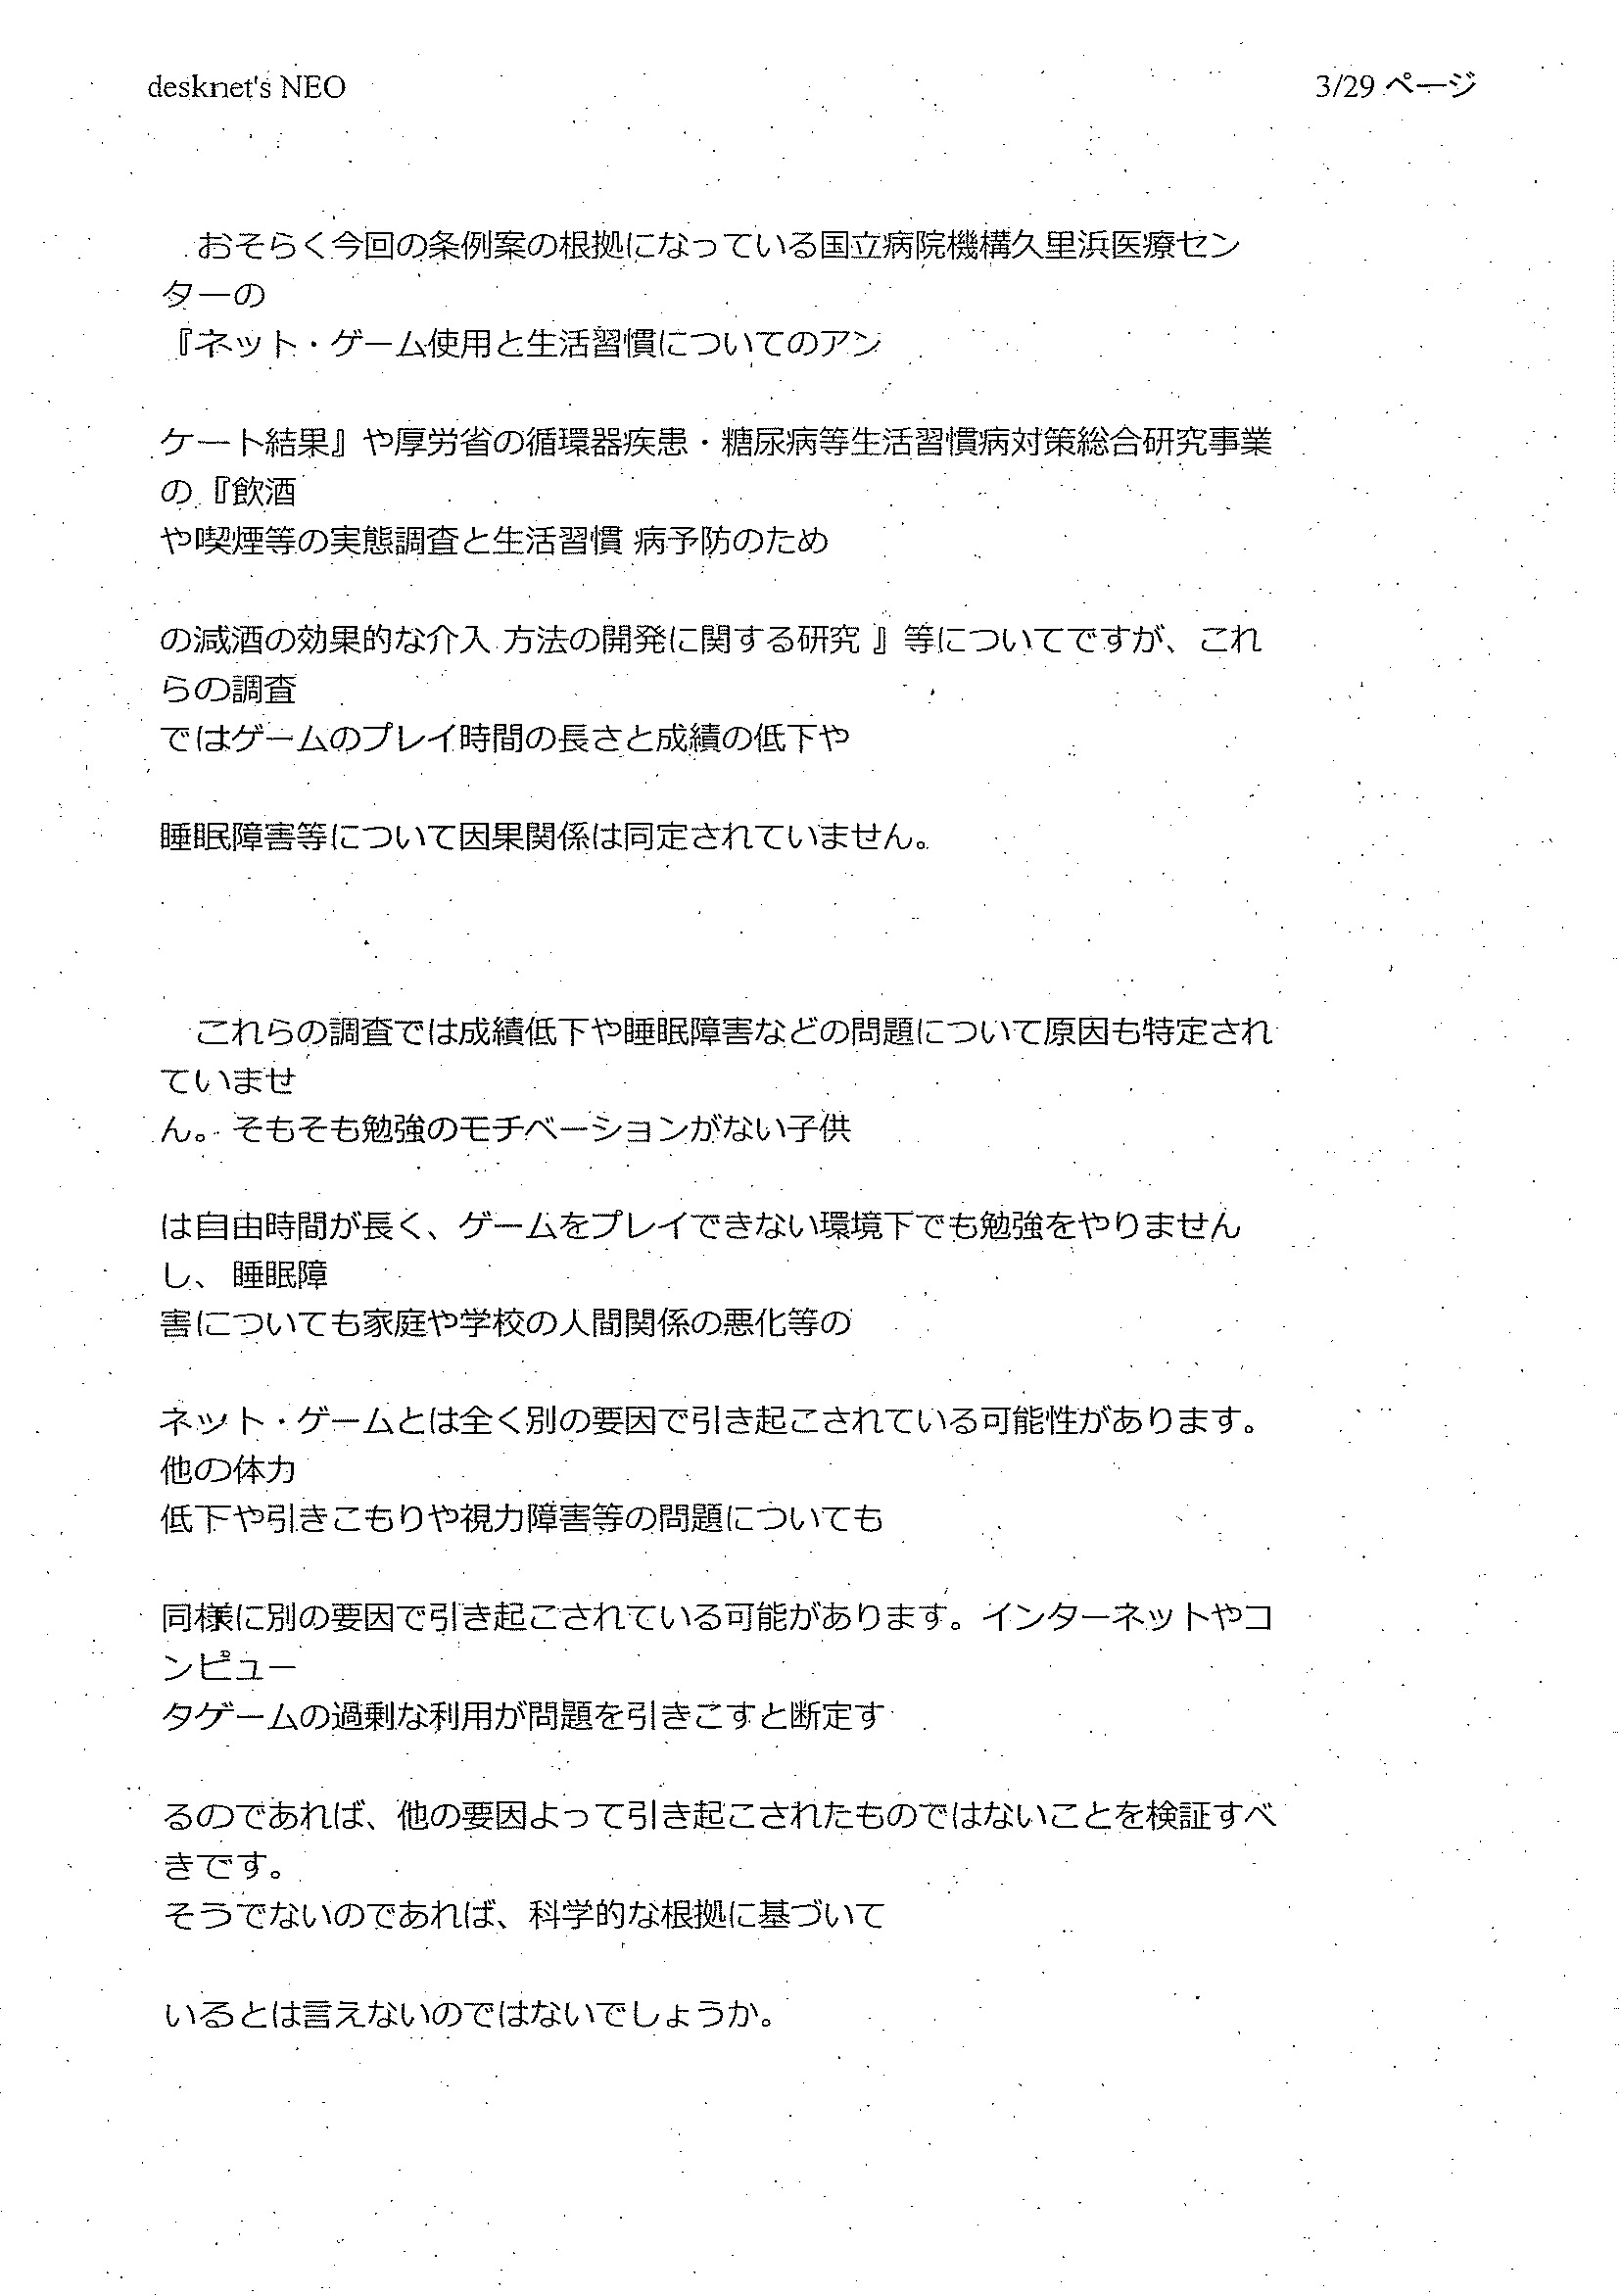 desknet's NEO
3/29 ページ
おそらく今回の条例案の根拠になっている国立病院機構久里浜医療セン
ターの
『ネット・ゲーム使用と生活習慣についてのアン
ケート結果』や厚労省の循環器疾患・糖尿病等生活習慣病対策総合研究事業
の『飲酒
や喫煙等の実態調査と生活習慣 病予防のため
の減酒の効果的な介入 方法の開発に関する研究 』等についてですが、これ
らの調査
ではゲームのプレイ時間の長さと成績の低下や
睡眠障害等について因果関係は同定されていません。
これらの調査では成績低下や睡眠障害などの問題について原因も特定され
ていませ
ん。そもそも勉強のモチベーションがない子供
は自由時間が長く、ゲームをプレイできない環境下でも勉強をやりません
し、睡眠障
害についても家庭や学校の人間関係の悪化等の
ネット・ゲームとは全く別の要因で引き起こされている可能性があります。
他の体力
低下や引きこもりや視力障害等の問題についても
同様に別の要因で引き起こされている可能があります。インターネットやコ
ンピュー
タゲームの過剰な利用が問題を引きこすと断定す
るのであれば、他の要因よって引き起こされたものではないことを検証すべ
きです。
そうでないのであれば、科学的な根拠に基づいて
いるとは言えないのではないでしょうか。